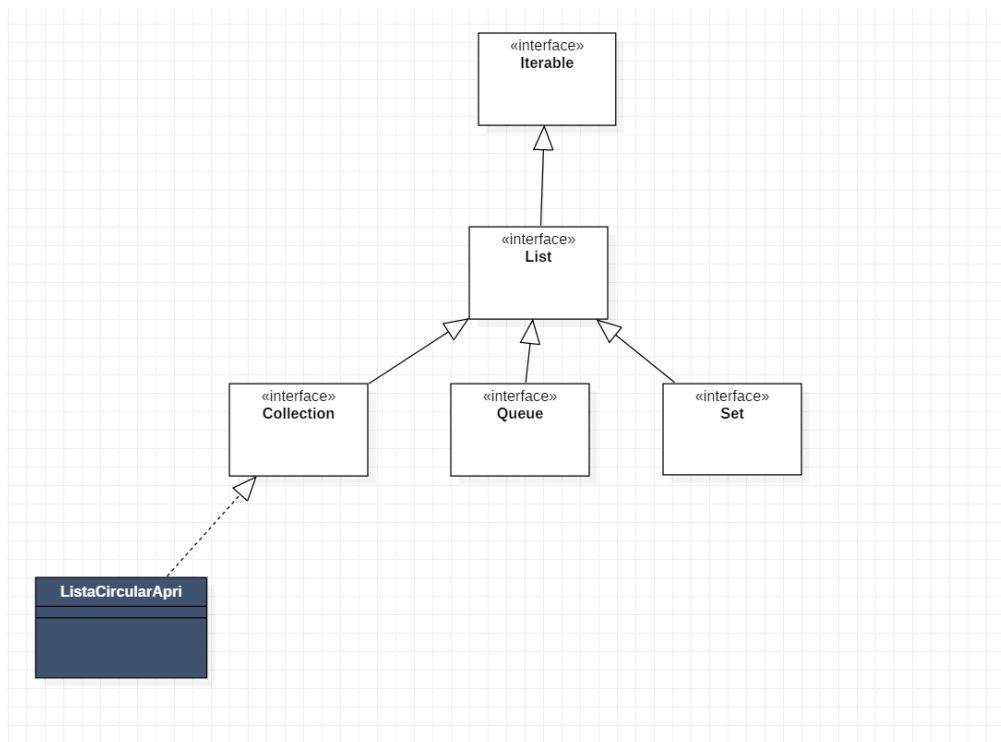 «interface»
Iterable
«interface»
List
«interface»
Collection
«interface»
Queue
«interface»
Set
ListaCircularApri